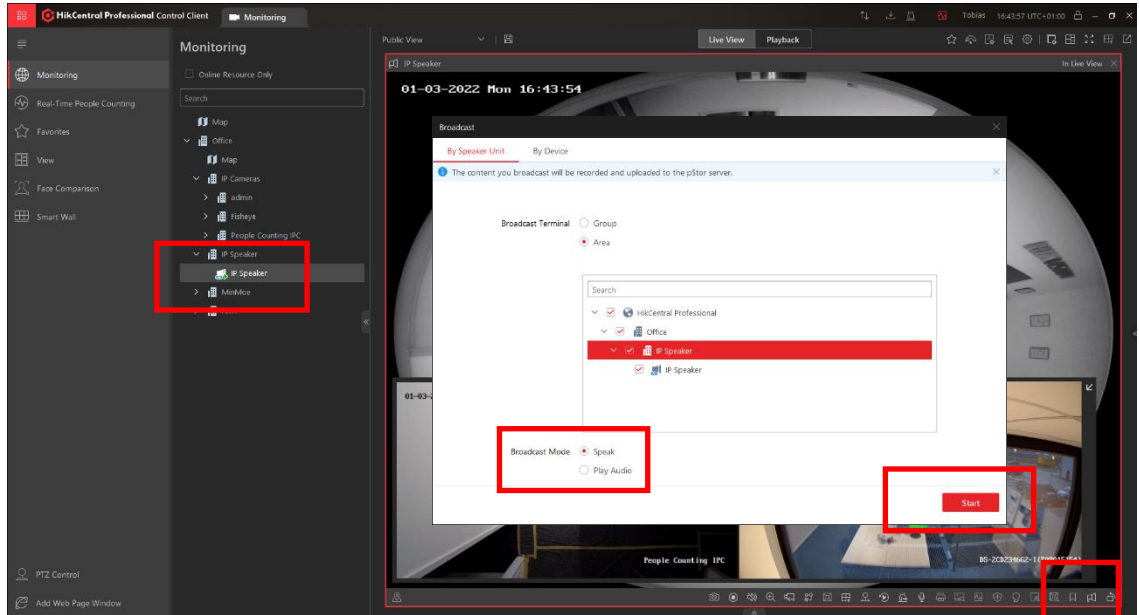 HikCentral Professional Control Client
Monitoring
Tobias
16:43:57 UTC+01:00
Monitoring
Real-Time People Counting
Favorites
View
Face Comparison
Smart Wall
PTZ Control
Add Web Page Window
Monitoring
Online Resource Only
Search
Map
Office
Map
IP Cameras
admin
Fisheye
People Counting IPC
IP Speaker
IP Speaker
MinMoe
Public View
Live View
Playback
IP Speaker
In Live View
01-03-2022 Mon 16:43:54
Broadcast
By Speaker Unit
By Device
The content you broadcast will be recorded and uploaded to the pStor server.
Broadcast Terminal
Group
Area
Search
HikCentral Professional
Office
IP Speaker
IP Speaker
Broadcast Mode
Speak
Play Audio
Start
01-03-2
People Counting IPC